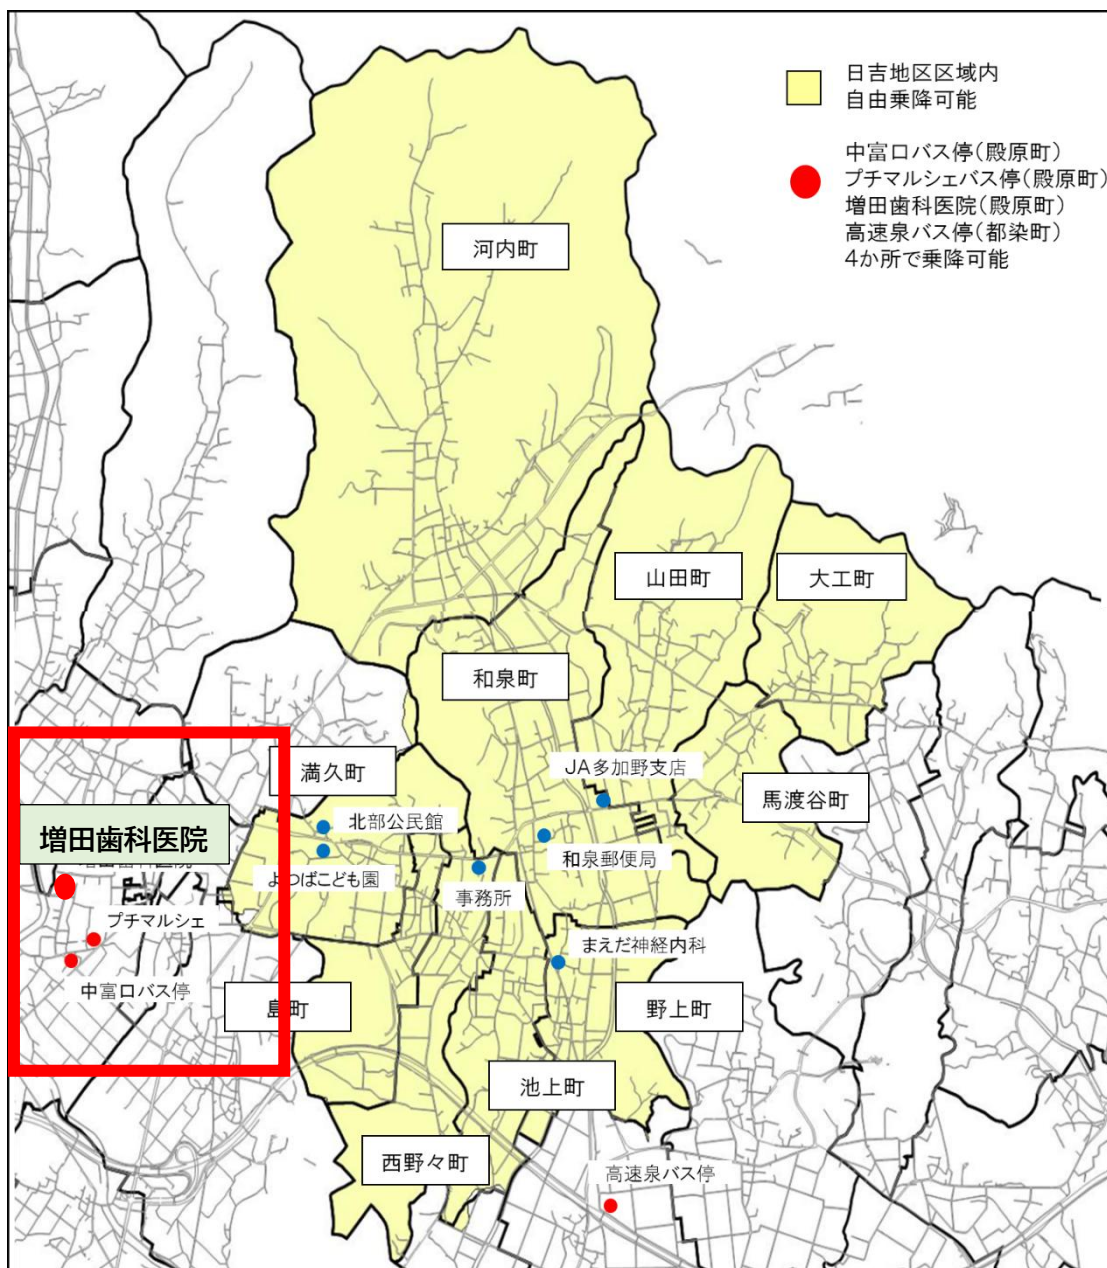 日吉地区区域内
自由乗降可能
中富口バス停(殿原町)
プチマルシェバス停(殿原町)
増田歯科医院(殿原町)
高速泉バス停(都染町)
4か所で乗降可能
河内町
山田町
大工町
和泉町
JA多加野支店
満久町
馬渡谷町
北部公民館
増田歯科医院
増田歯科医院
和泉郵便局
よつばこども園
事務所
プチマルシェ
まえだ神経内科
中富口バス停
島町
野上町
池上町
西野々町
高速泉バス停